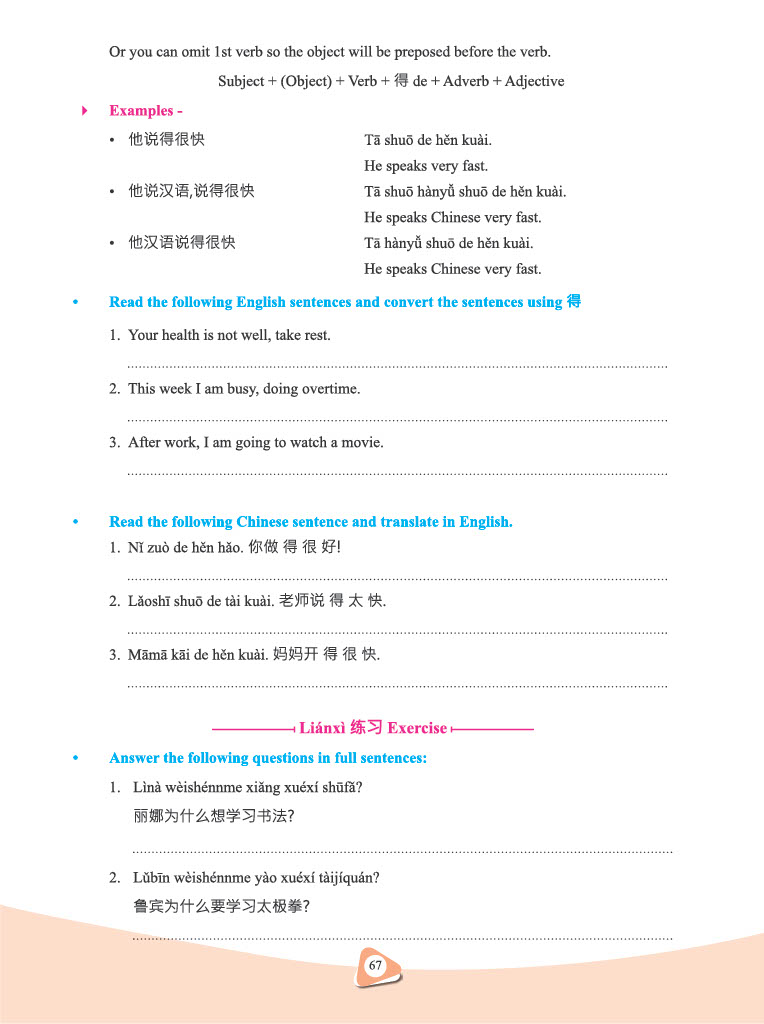 Or you can omit 1st verb so the object will be preposed before the verb.
Subject + (Object) + Verb + 得 de + Adverb + Adjective
Examples -
• 他说得很快 Tā shuō de hěn kuài.
He speaks very fast.
• 他说汉语,说得很快 Tā shuō hànyǚ shuō de hěn kuài.
He speaks Chinese very fast.
• 他汉语说得很快 Tā hànyǚ shuō de hěn kuài.
He speaks Chinese very fast.
• Read the following English sentences and convert the sentences using 得
1. Your health is not well, take rest.
2. This week I am busy, doing overtime.
3. After work, I am going to watch a movie.
• Read the following Chinese sentence and translate in English.
1. Nǐ zuò de hěn hǎo. 你做 得 很 好!
2. Lǎoshī shuō de tài kuài. 老师说 得 太 快.
3. Māmā kāi de hěn kuài. 妈妈开 得 很 快.
Liánxì 练习 Exercise
• Answer the following questions in full sentences:
1. Lìnà wèishénnme xiǎng xuéxí shūfǎ?
丽娜为什么想学习书法?
2. Lǔbīn wèishénnme yào xuéxí tàijíquán?
鲁宾为什么要学习太极拳?
67